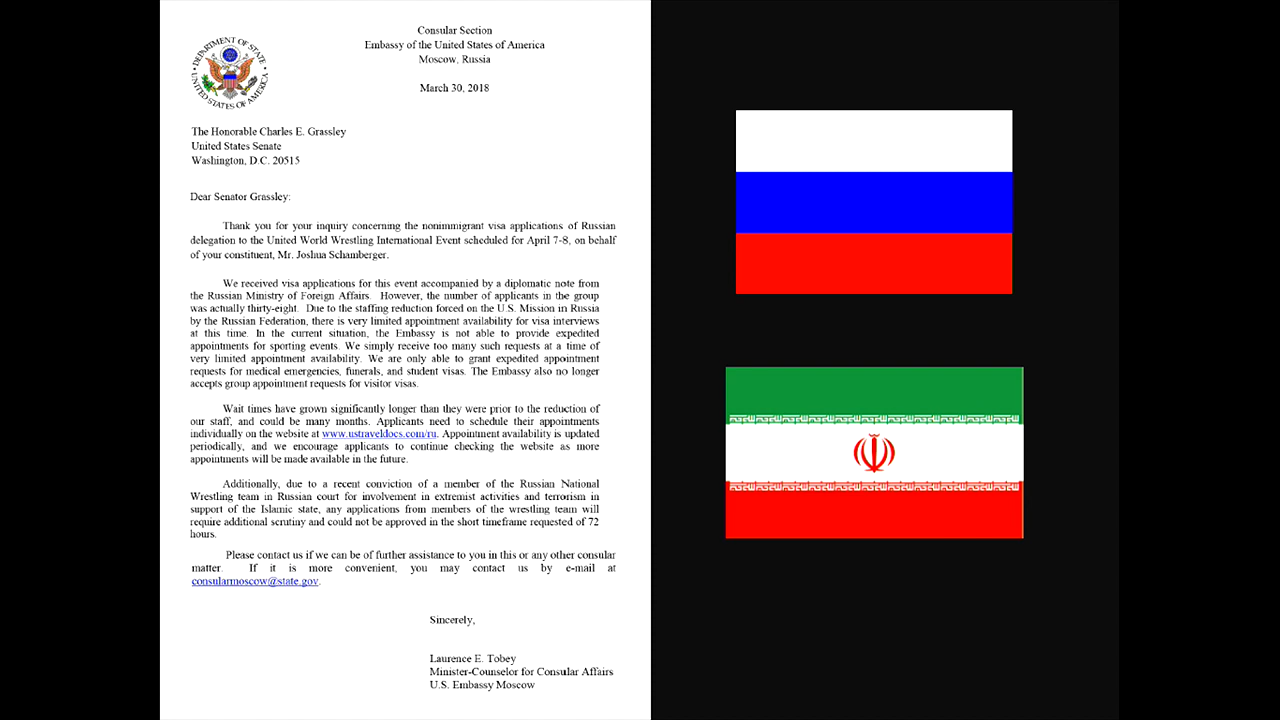 Consular Section
Embassy of the United States of America
Moscow, Russia
March 30, 2018
DEPARTMENT OF STATE
UNITED STATES OF AMERICA
The Honorable Charles E. Grassley
United States Senate
Washington, D.C. 20515
Dear Senator Grassley:
Thank you for your inquiry concerning the nonimmigrant visa applications of Russian
delegation to the United World Wrestling International Event scheduled for April 7-8, on behalf
of your constituent, Mr. Joshua Schamberger.
We received visa applications for this event accompanied by a diplomatic note from
the Russian Ministry of Foreign Affairs. However, the number of applicants in the group
was actually thirty-eight. Due to the staffing reduction forced on the U.S. Mission in Russia
by the Russian Federation, there is very limited appointment availability for visa interviews
at this time. In the current situation, the Embassy is not able to provide expedited
appointments for sporting events. We simply receive too many such requests at a time of
very limited appointment availability. We are only able to grant expedited appointment
requests for medical emergencies, funerals, and student visas. The Embassy also no longer
accepts group appointment requests for visitor visas.
Wait times have grown significantly longer than they were prior to the reduction of
our staff, and could be many months. Applicants need to schedule their appointments
individually on the website at www.ustraveldocs.com/ru. Appointment availability is updated
periodically, and we encourage applicants to continue checking the website as more
appointments will be made available in the future.
Additionally, due to a recent conviction of a member of the Russian National
Wrestling team in Russian court for involvement in extremist activities and terrorism in
support of the Islamic state, any applications from members of the wrestling team will
require additional scrutiny and could not be approved in the short timeframe requested of 72
hours.
Please contact us if we can be of further assistance to you in this or any other consular
matter. If it is more convenient, you may contact us by e-mail at
consularmoscow@state.gov.
Sincerely,
Laurence E. Tobey
Minister-Counselor for Consular Affairs
U.S. Embassy Moscow